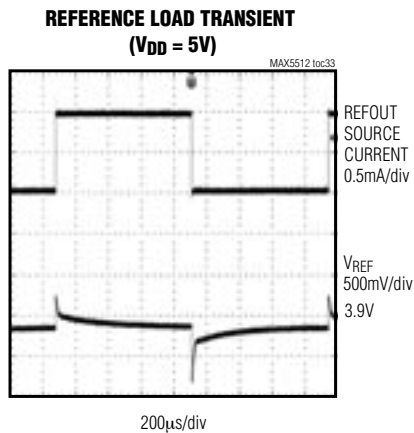 REFERENCE LOAD TRANSIENT
(VDD = 5V)
MAX5512 toc33
REFOUT
SOURCE
CURRENT
0.5mA/div
VREF
500mV/div
3.9V
200µs/div